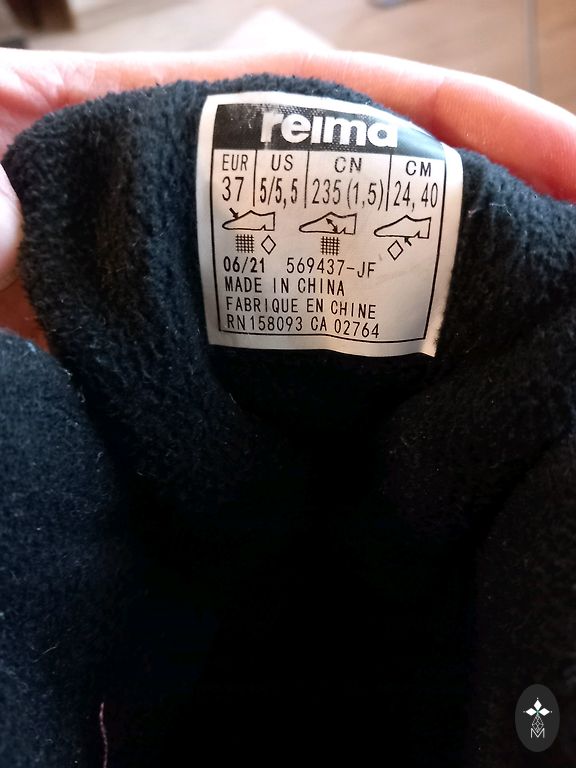 reima
EUR US CN CM
37 5/5,5 235(1,5) 24,40
06/21 569437-JF
MADE IN CHINA
FABRIQUE EN CHINE
RN158093 CA 02764
M